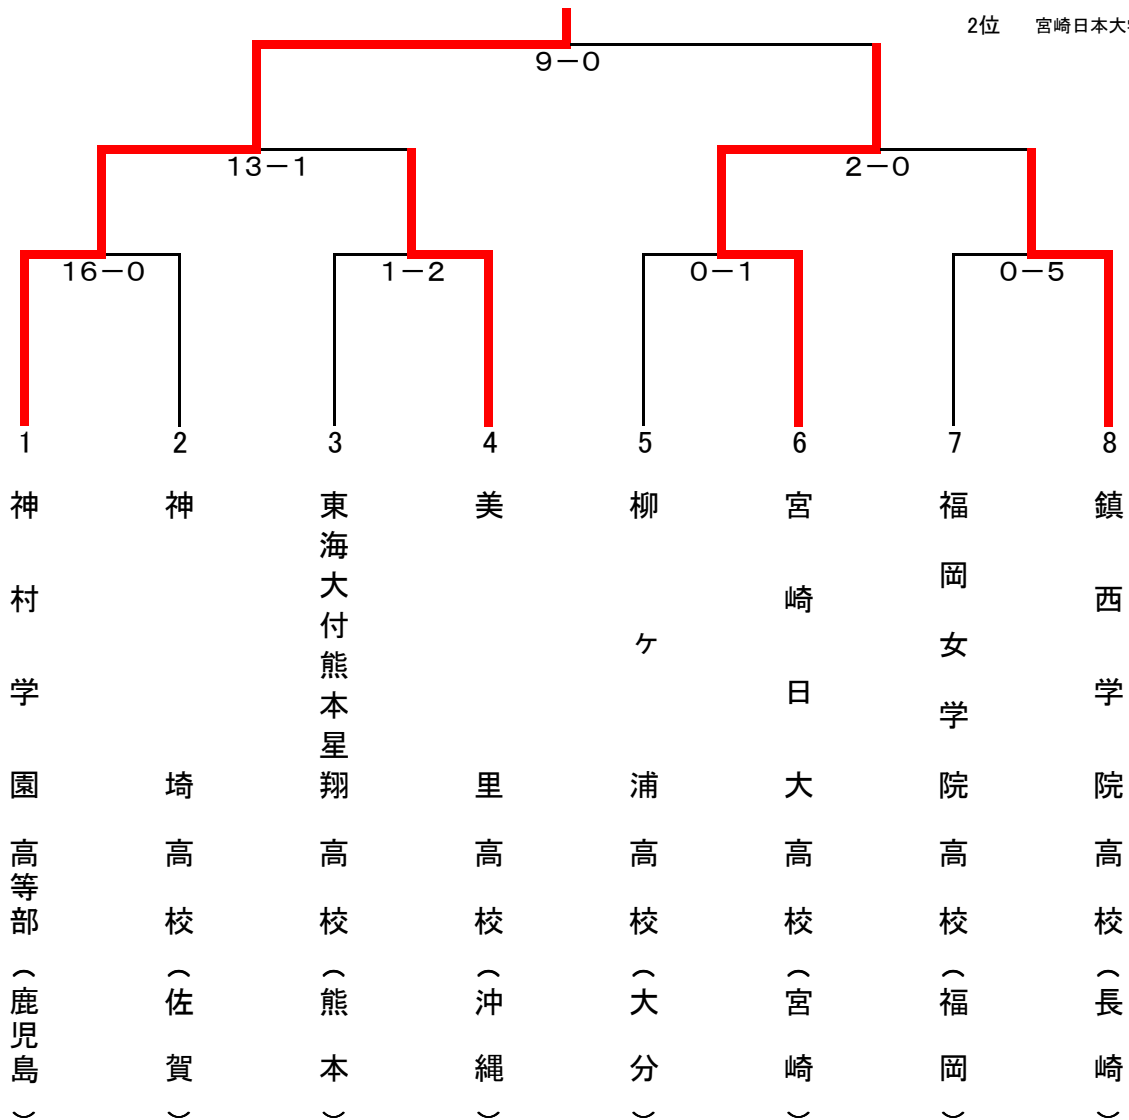 2位 宮崎日本大
9－0
13－1
2－0
16－0
1－2
0－1
0－5
1
2
3
4
5
6
7
8
神村学園高等部（鹿児島）
神埼高校（佐賀）
東海大付熊本星翔高校（熊本）
美里高校（沖縄）
柳ケ浦高校（大分）
宮崎日大高校（宮崎）
福岡女学院高校（福岡）
鎮西学院高校（長崎）